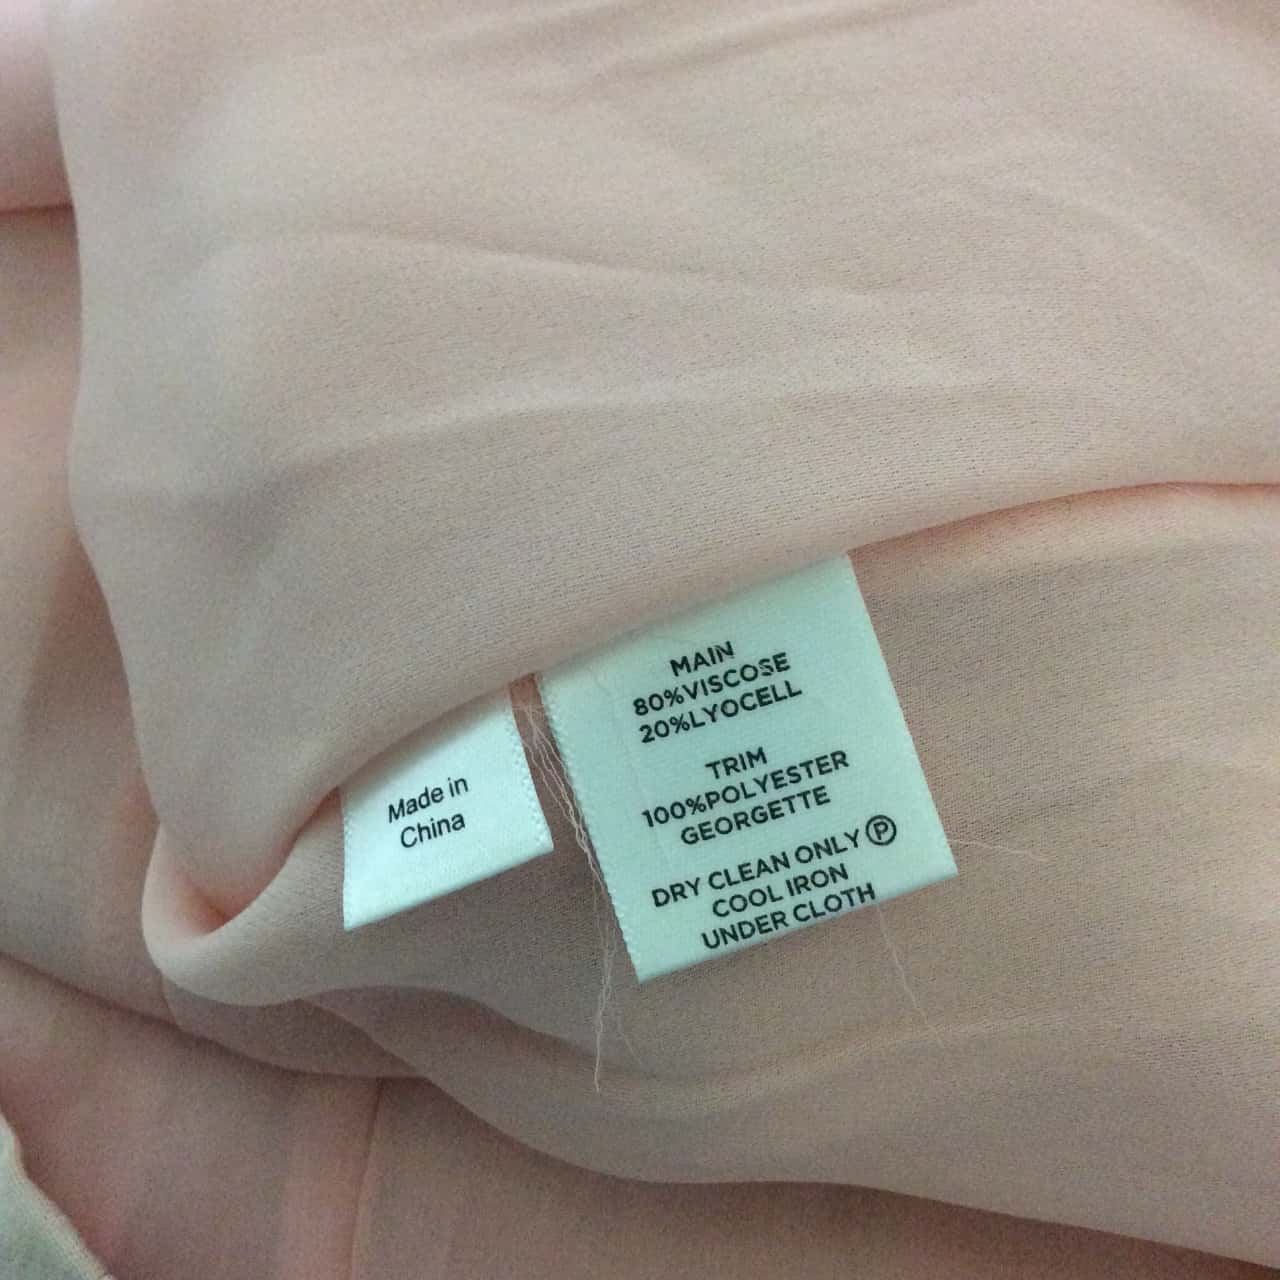 Made in
China
MAIN
80%VISCOSE
20%LYOCELL
TRIM
100%POLYESTER
GEORGETTE
DRY CLEAN ONLY Ⓟ
COOL IRON
UNDER CLOTH